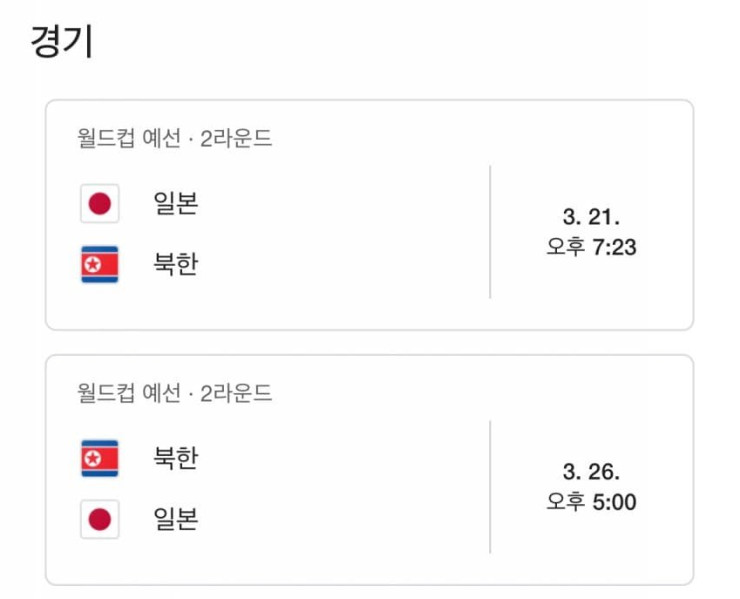 경기
월드컵 예선 · 2라운드
일본
북한
3. 21.
오후 7:23
월드컵 예선 · 2라운드
북한
일본
3. 26.
오후 5:00